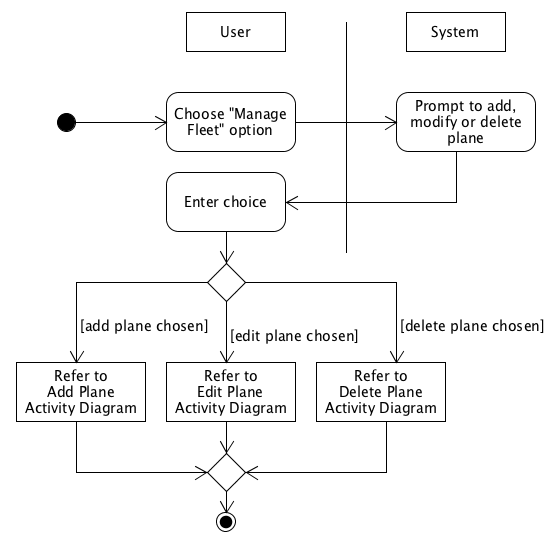 User
System
Choose "Manage
Fleet" option
Prompt to add,
modify or delete
plane
Enter choice
[add plane chosen]
[edit plane chosen]
[delete plane chosen]
Refer to
Add Plane
Activity Diagram
Refer to
Edit Plane
Activity Diagram
Refer to
Delete Plane
Activity Diagram